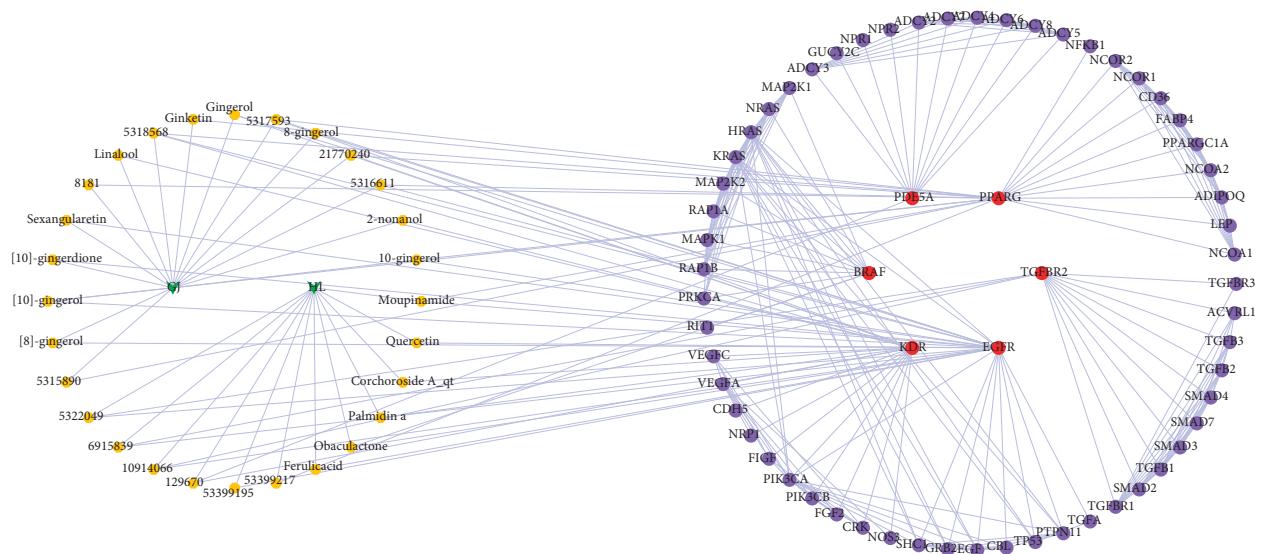 Gingerol
Ginketin
5317593
5318568
8-gingerol
Linalool
21770240
8181
5316611
Sexangularetin
2-nonanol
[10]-gingerdione
10-gingerol
GJ
HL
[10]-gingerol
Moupinamide
[8]-gingerol
Quercetin
5315890
Corchoroside A_qt
5322049
Palmidin a
6915839
Obaculactone
10914066
Ferulicacid
129670
53399217
53399195
ADCY2
ADCY7
ADCY4
ADCY6
ADCY8
ADCY5
NPR2
NPR1
NFKB1
GUCY2C
NCOR2
ADCY3
NCOR1
MAP2K1
CD36
NRAS
FABP4
HRAS
PPARGC1A
KRAS
NCOA2
MAP2K2
ADIPOQ
PDE5A
PPARG
RAP1A
LEP
MAPK1
NCOA1
RAP1B
BRAF
TGFBR2
TGFBR3
PRKCA
ACVRL1
RIT1
TGFB3
KDR
EGFR
VEGFC
TGFB2
VEGFA
SMAD4
CDH5
SMAD7
NRP1
SMAD3
FIGF
TGFB1
PIK3CA
SMAD2
PIK3CB
TGFBR1
FGF2
TGFA
CRK
PTPN11
NOS3
TP53
SHC1
CBL
GRB2
EGF